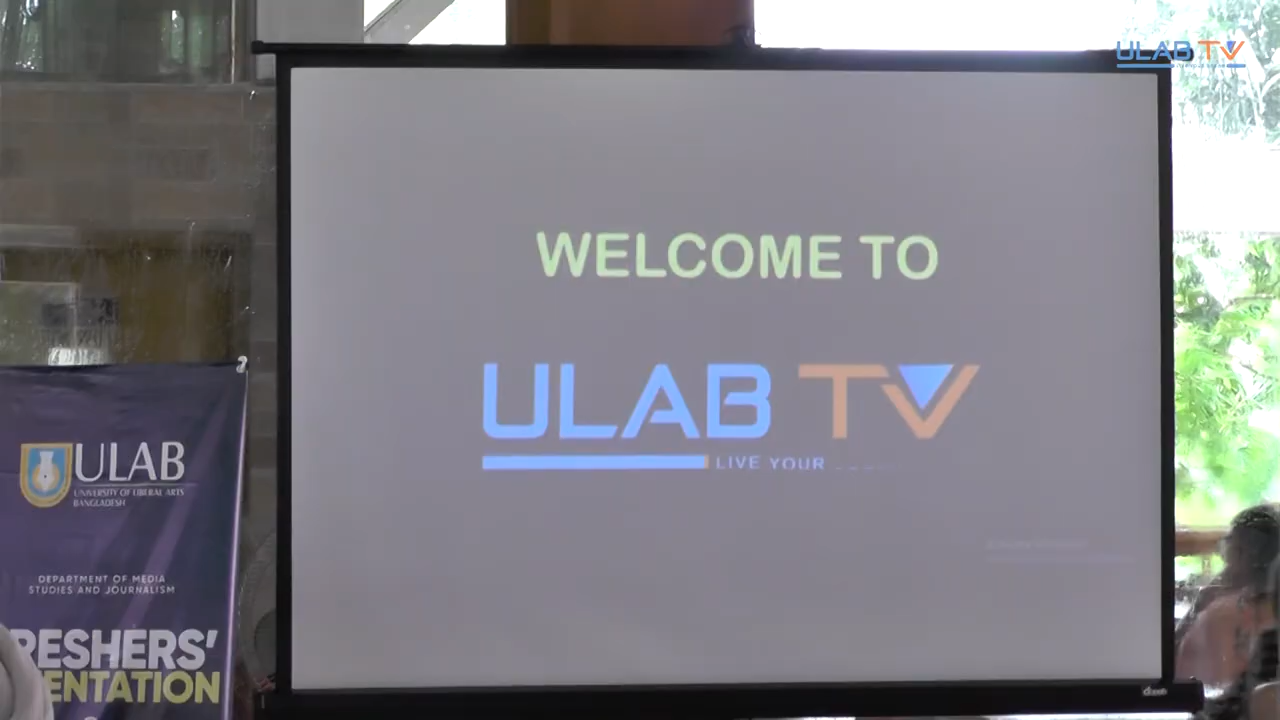 ULAB TV
WELCOME TO
ULAB TV
LIVE YOUR
ULAB
UNIVERSITY OF LIBERAL ARTS
BANGLADESH
DEPARTMENT OF MEDIA
STUDIES AND JOURNALISM
RESHERS'
ENTATION